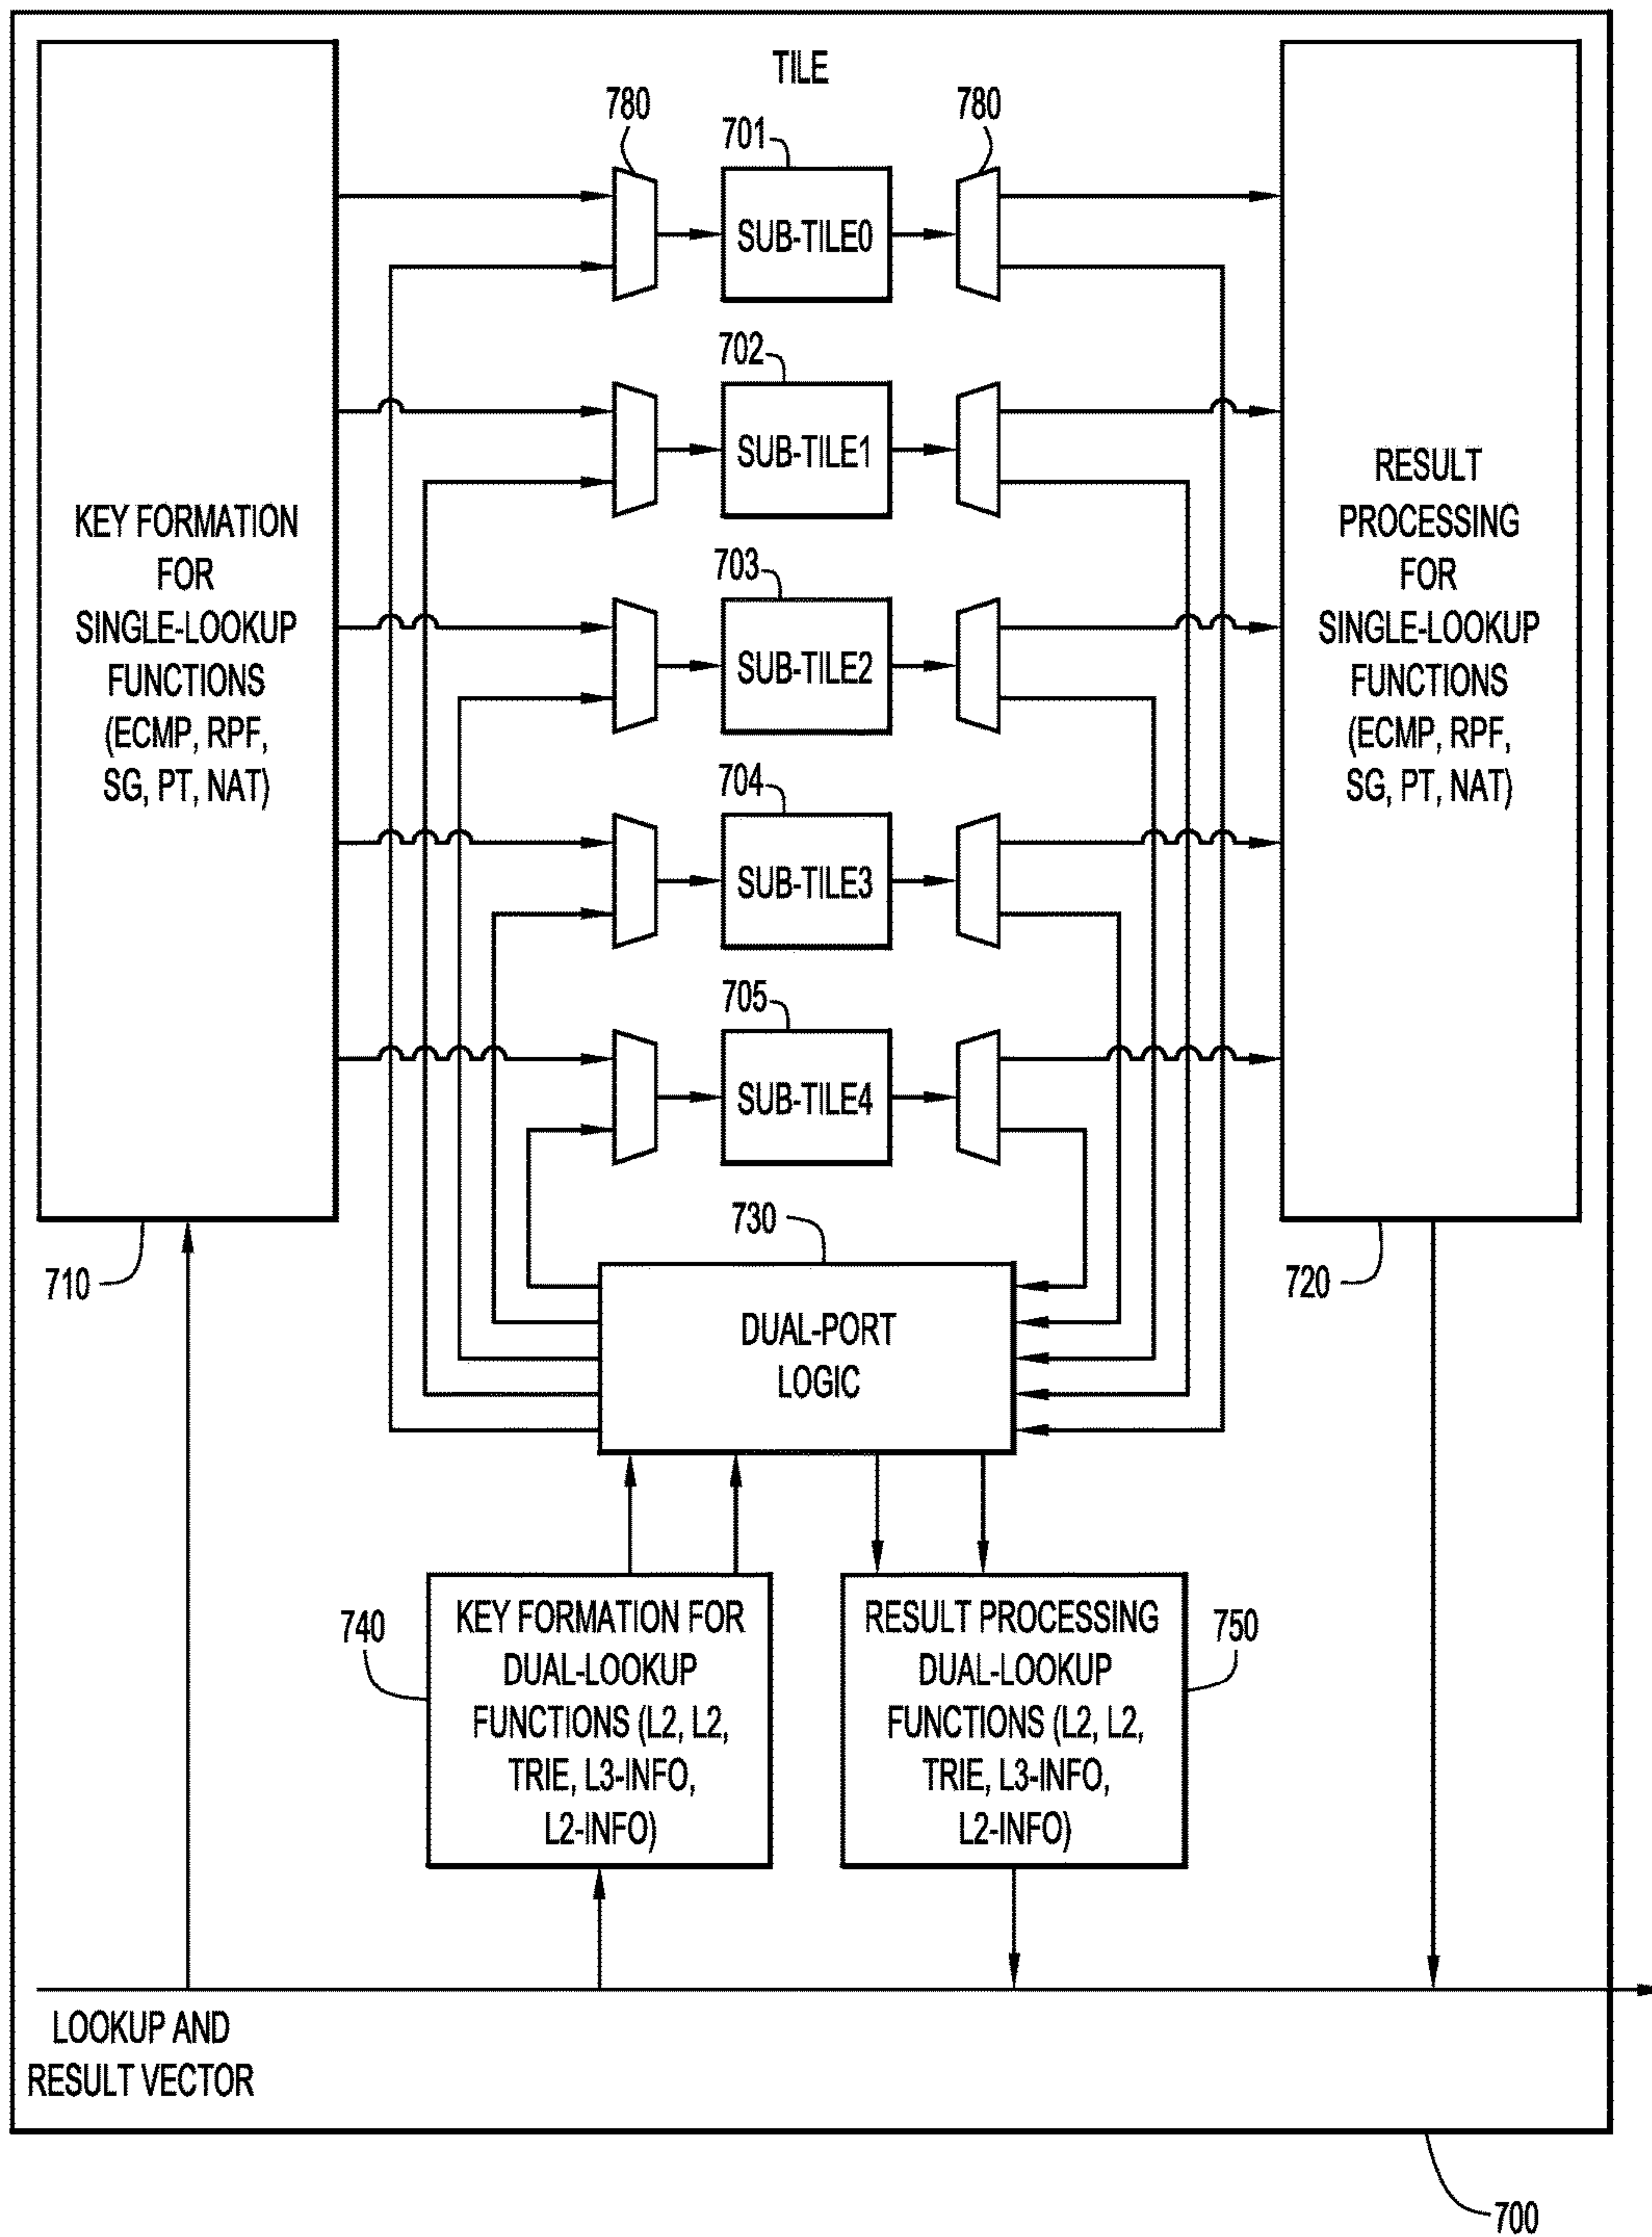 TILE
780
780
701
SUB-TILE0
702
SUB-TILE1
703
SUB-TILE2
704
SUB-TILE3
705
SUB-TILE4
KEY FORMATION
FOR
SINGLE-LOOKUP
FUNCTIONS
(ECMP, RPF,
SG, PT, NAT)
RESULT
PROCESSING
FOR
SINGLE-LOOKUP
FUNCTIONS
(ECMP, RPF,
SG, PT, NAT)
710
730
720
DUAL-PORT
LOGIC
740
KEY FORMATION FOR
DUAL-LOOKUP
FUNCTIONS (L2, L2,
TRIE, L3-INFO,
L2-INFO)
RESULT PROCESSING
DUAL-LOOKUP
FUNCTIONS (L2, L2,
TRIE, L3-INFO,
L2-INFO)
750
LOOKUP AND
RESULT VECTOR
700